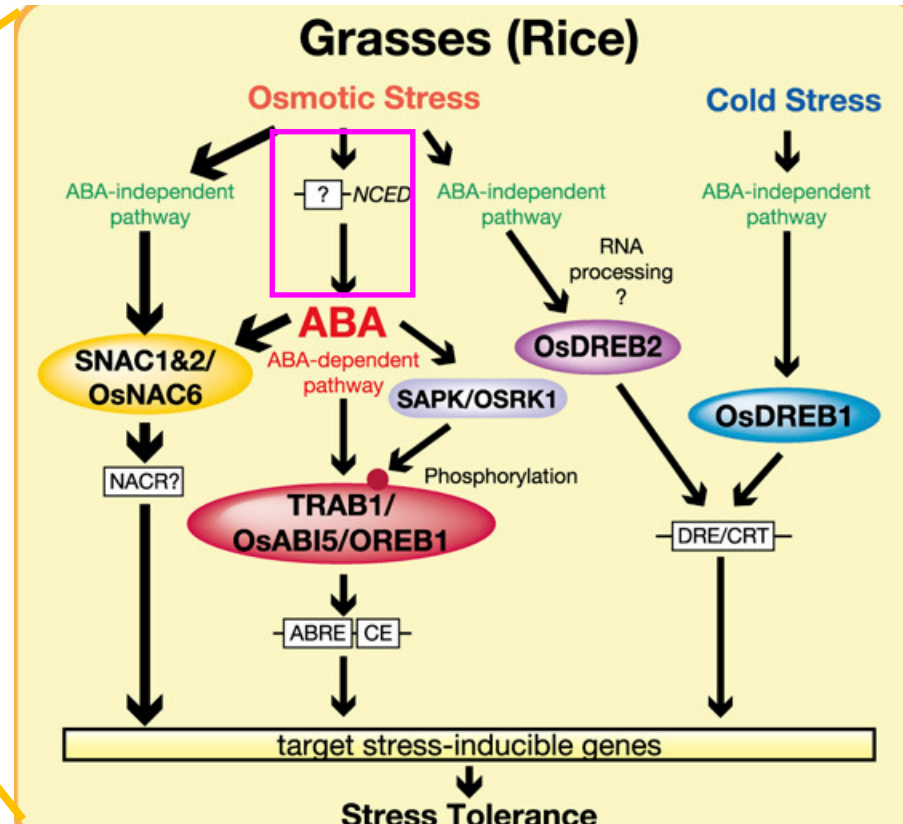 Grasses (Rice)
Osmotic Stress
Cold Stress
ABA-independent
pathway
?
NCED
ABA-independent
pathway
ABA-independent
pathway
RNA
processing
?
ABA
ABA-dependent
pathway
SNAC1&2/
OsNAC6
SAPK/OSRK1
OsDREB2
OsDREB1
NACR?
Phosphorylation
TRAB1/
OsABI5/OREB1
DRE/CRT
ABRE
CE
target stress-inducible genes
Stress Tolerance